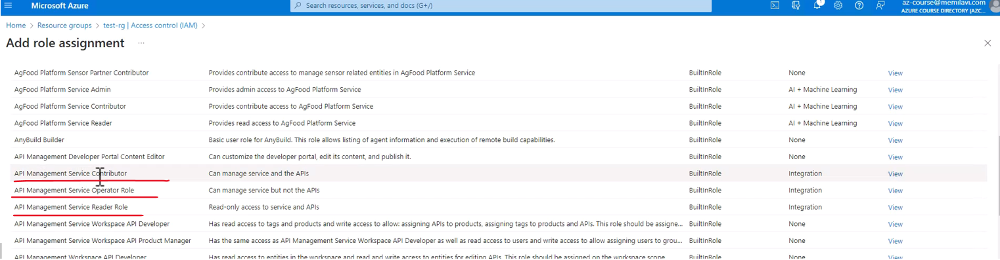 Microsoft Azure
Search resources, services, and docs (G+/)
1
az-course@memilavi.com
AZURE COURSE DIRECTORY (AZC...
Home > Resource groups > test-rg | Access control (IAM) >
Add role assignment ...
AgFood Platform Sensor Partner Contributor Provides contribute access to manage sensor related entities in AgFood Platform Service BuiltInRole None View
AgFood Platform Service Admin Provides admin access to AgFood Platform Service BuiltInRole AI + Machine Learning View
AgFood Platform Service Contributor Provides contribute access to AgFood Platform Service BuiltInRole AI + Machine Learning View
AgFood Platform Service Reader Provides read access to AgFood Platform Service BuiltInRole AI + Machine Learning View
AnyBuild Builder Basic user role for AnyBuild. This role allows listing of agent information and execution of remote build capabilities. BuiltInRole None View
API Management Developer Portal Content Editor Can customize the developer portal, edit its content, and publish it. BuiltInRole None View
API Management Service Contributor Can manage service and the APIs BuiltInRole Integration View
API Management Service Operator Role Can manage service but not the APIs BuiltInRole Integration View
API Management Service Reader Role Read-only access to service and APIs BuiltInRole Integration View
API Management Service Workspace API Developer Has read access to tags and products and write access to allow: assigning APIs to products, assigning tags to products and APIs. This role should be assigne... BuiltInRole None View
API Management Service Workspace API Product Manager Has the same access as API Management Service Workspace API Developer as well as read access to users and write access to allow assigning users to grou... BuiltInRole None View
API Management Workspace API Developer Has read access to entities in the workspace and read and write access to entities for editing APIs. This role should be assigned on the workspace scope. BuiltInRole None View